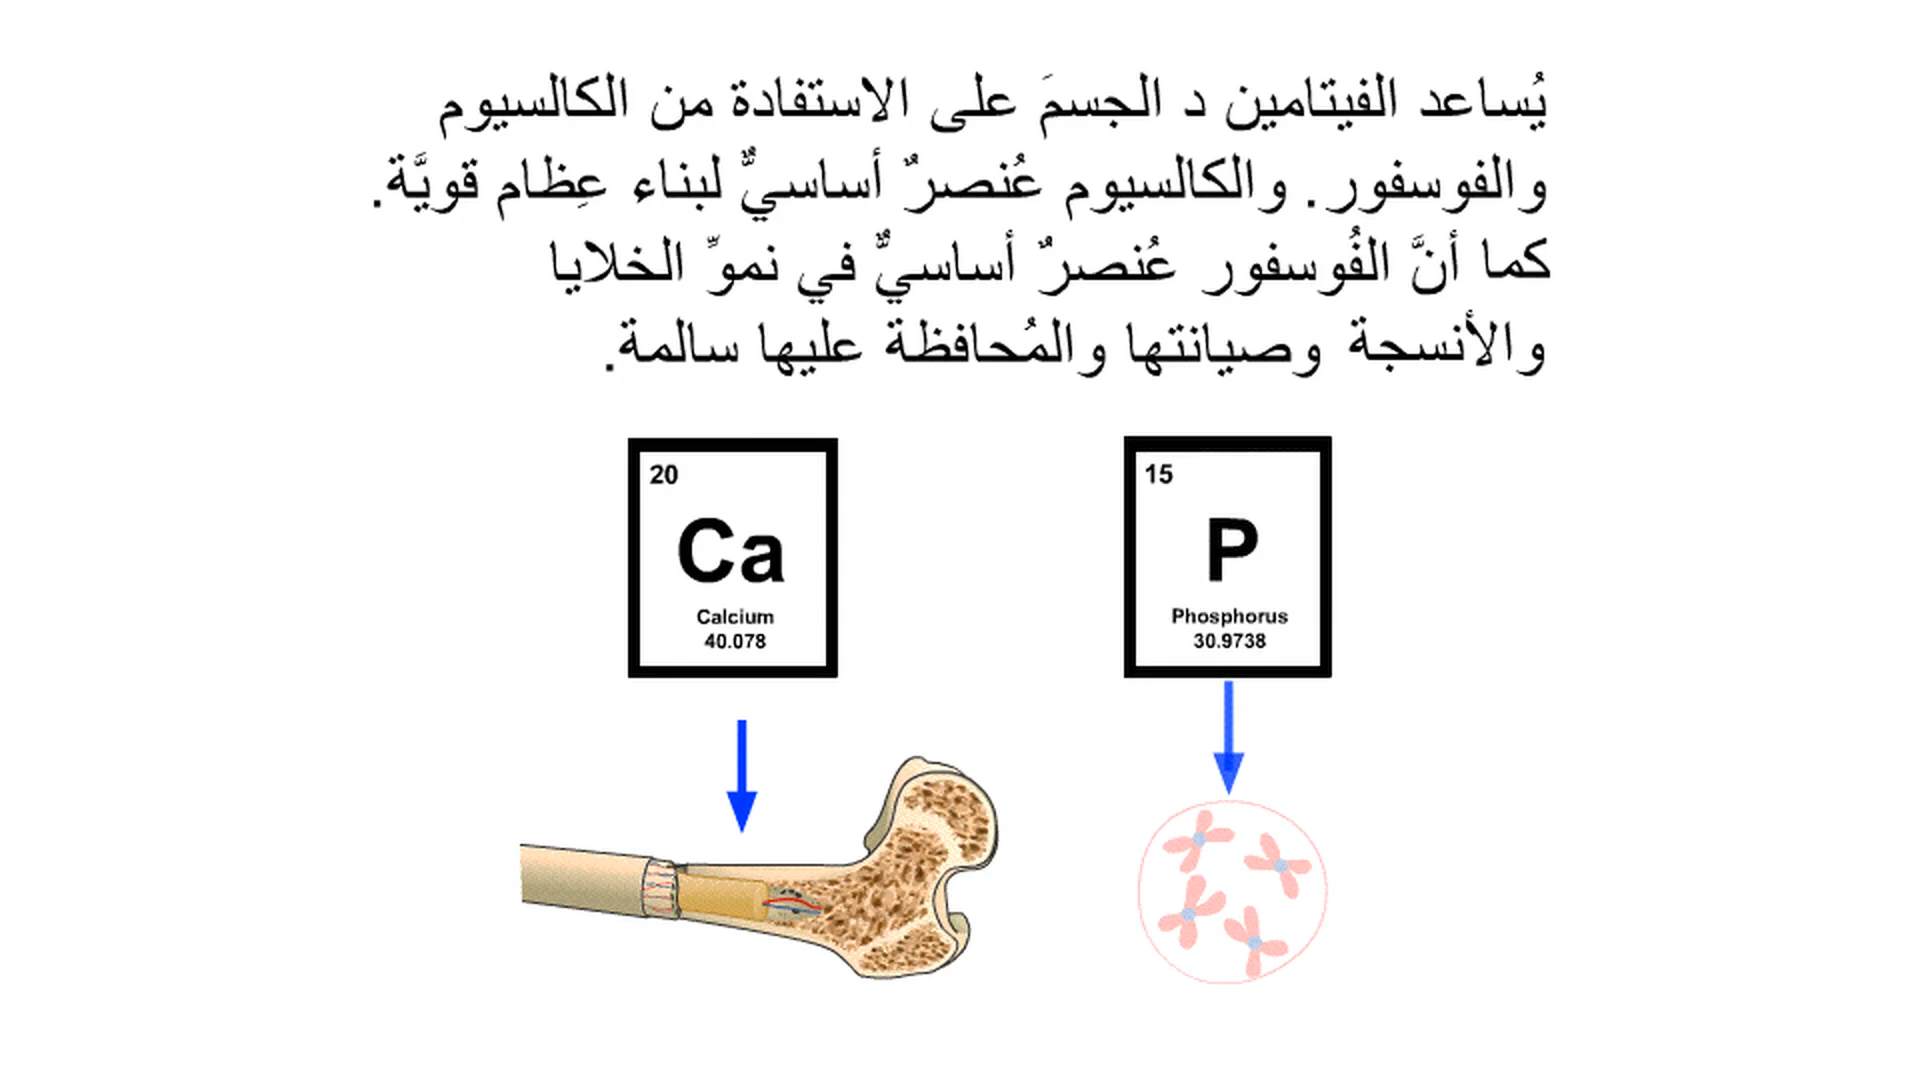 يُساعد الفيتامين د الجسمَ على الاستفادة من الكالسيوم
والفوسفور. والكالسيوم عُنصرٌ أساسيٌّ لبناء عِظام قويَّة.
كما أنَّ الفُوسفور عُنصرٌ أساسيٌّ في نموِّ الخلايا
والأنسجة وصيانتها والمُحافظة عليها سالمة.
20
Ca
Calcium
40.078
15
P
Phosphorus
30.9738